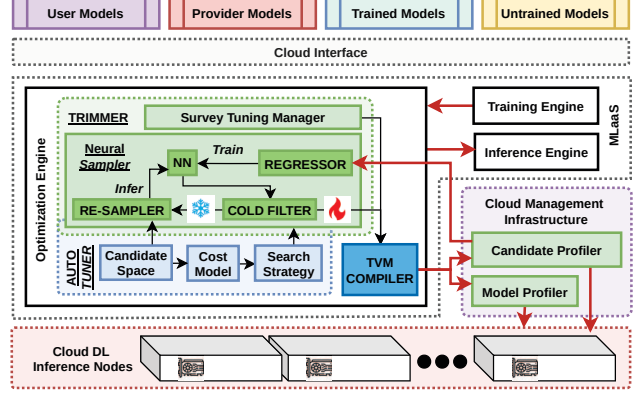 User Models
Provider Models
Trained Models
Untrained Models
Cloud Interface
Optimization Engine
TRIMMER
Survey Tuning Manager
Neural
Sampler
NN
Train
REGRESSOR
Infer
RE-SAMPLER
COLD FILTER
AUTO
TUNER
Candidate
Space
Cost
Model
Search
Strategy
TVM
COMPILER
Training Engine
Inference Engine
MLaaS
Cloud Management
Infrastructure
Candidate Profiler
Model Profiler
Cloud DL
Inference Nodes